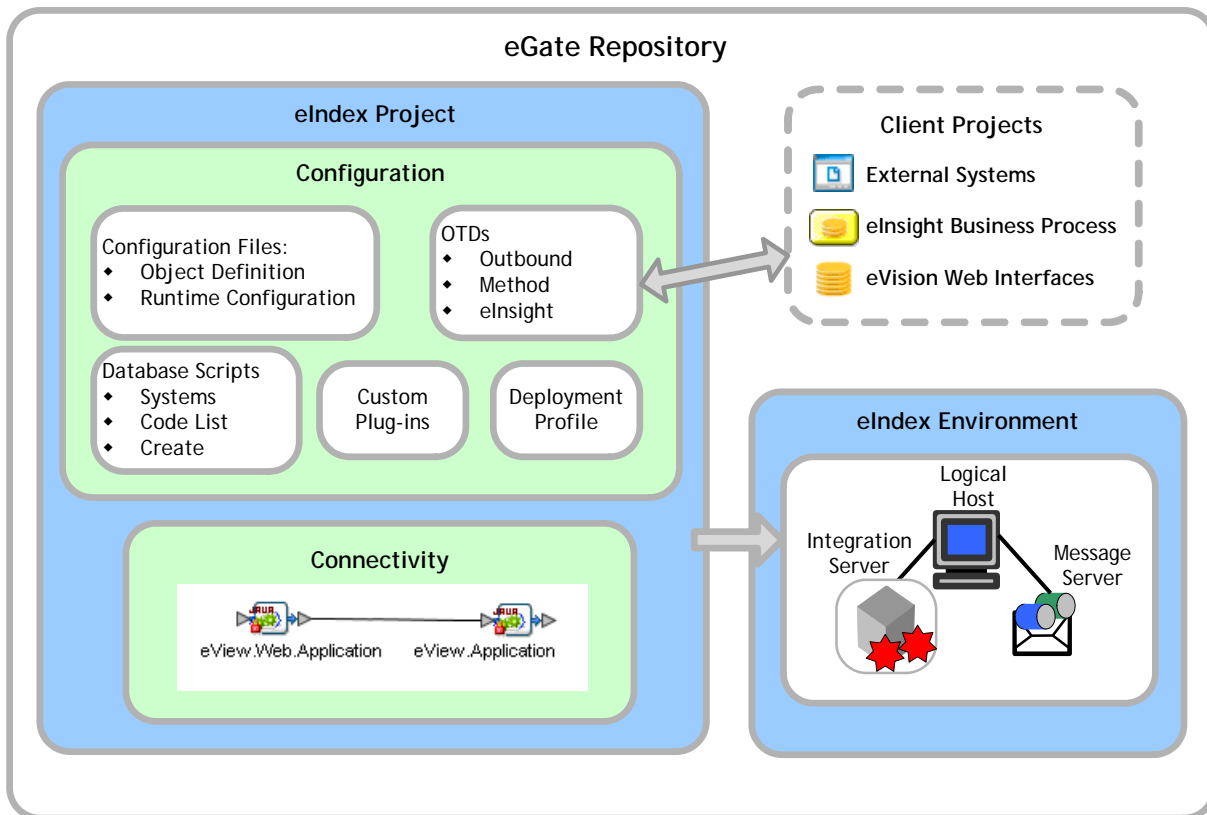 eGate Repository
eIndex Project
Configuration
Configuration Files:
◆ Object Definition
◆ Runtime Configuration
OTDs
◆ Outbound
◆ Method
◆ eInsight
Database Scripts
◆ Systems
◆ Code List
◆ Create
Custom
Plug-ins
Deployment
Profile
Connectivity
JAVA
JAVA
eView.Web.Application
eView.Application
Client Projects
External Systems
eInsight Business Process
eVision Web Interfaces
eIndex Environment
Logical
Host
Integration
Server
Message
Server